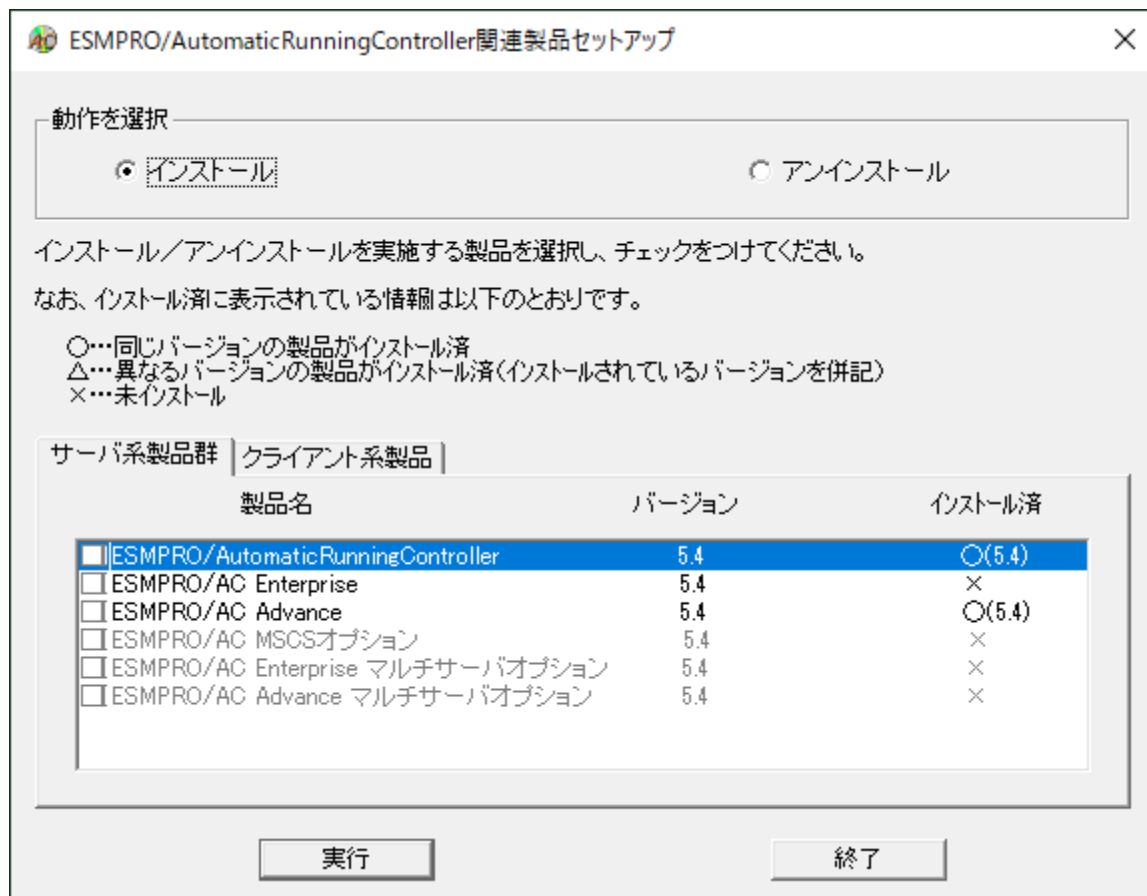 ESMPRO/AutomaticRunningController関連製品セットアップ
動作を選択
インストール アンインストール
インストール／アンインストールを実施する製品を選択し、チェックをつけてください。
なお、インストール済に表示されている情報は以下のとおりです。
○…同じバージョンの製品がインストール済
△…異なるバージョンの製品がインストール済(インストールされているバージョンを併記)
×…未インストール
サーバ系製品群 クライアント系製品
製品名 バージョン インストール済
ESMPRO/AutomaticRunningController 5.4 ○(5.4)
ESMPRO/AC Enterprise 5.4 ×
ESMPRO/AC Advance 5.4 ○(5.4)
ESMPRO/AC MSCSオプション 5.4 ×
ESMPRO/AC Enterprise マルチサーバオプション 5.4 ×
ESMPRO/AC Advance マルチサーバオプション 5.4 ×
実行 終了